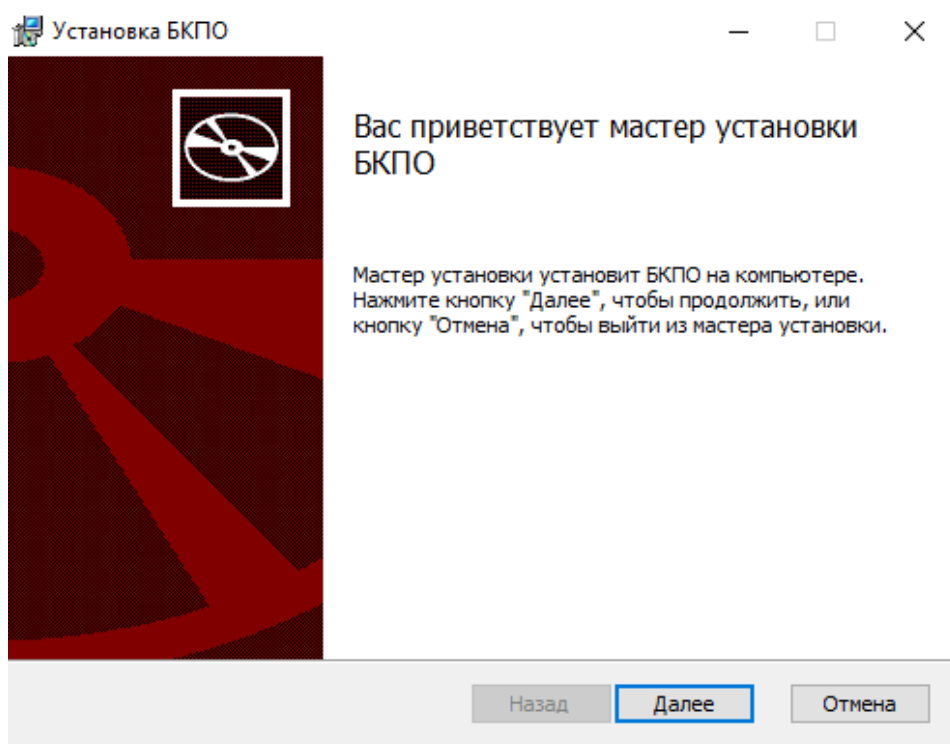 Установка БКПО
Вас приветствует мастер установки
БКПО
Мастер установки установит БКПО на компьютере.
Нажмите кнопку "Далее", чтобы продолжить, или
кнопку "Отмена", чтобы выйти из мастера установки.
Назад
Далее
Отмена